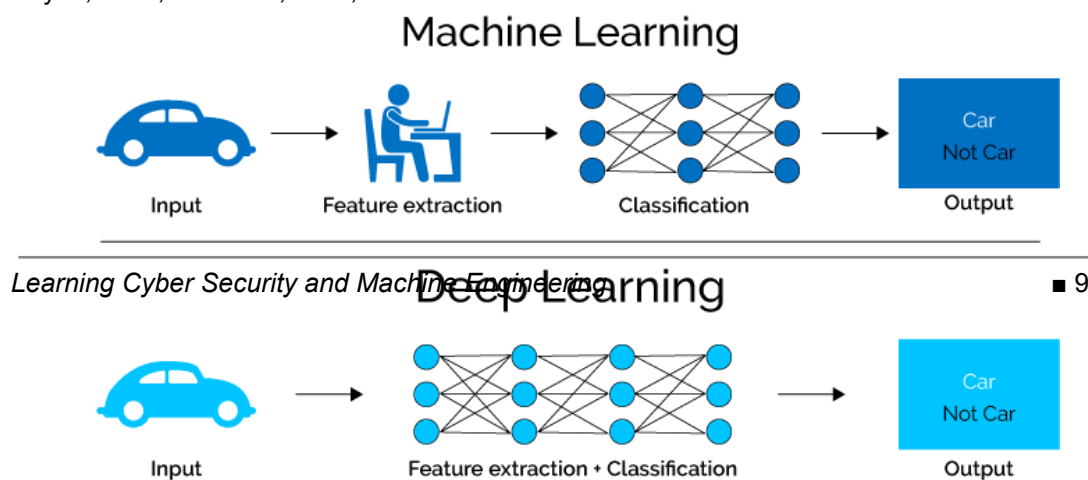 Machine Learning
Car
Not Car
Input
Feature extraction
Classification
Output
Learning Cyber Security and Machine Engineering
■ 9
Deep Learning
Car
Not Car
Input
Feature extraction + Classification
Output